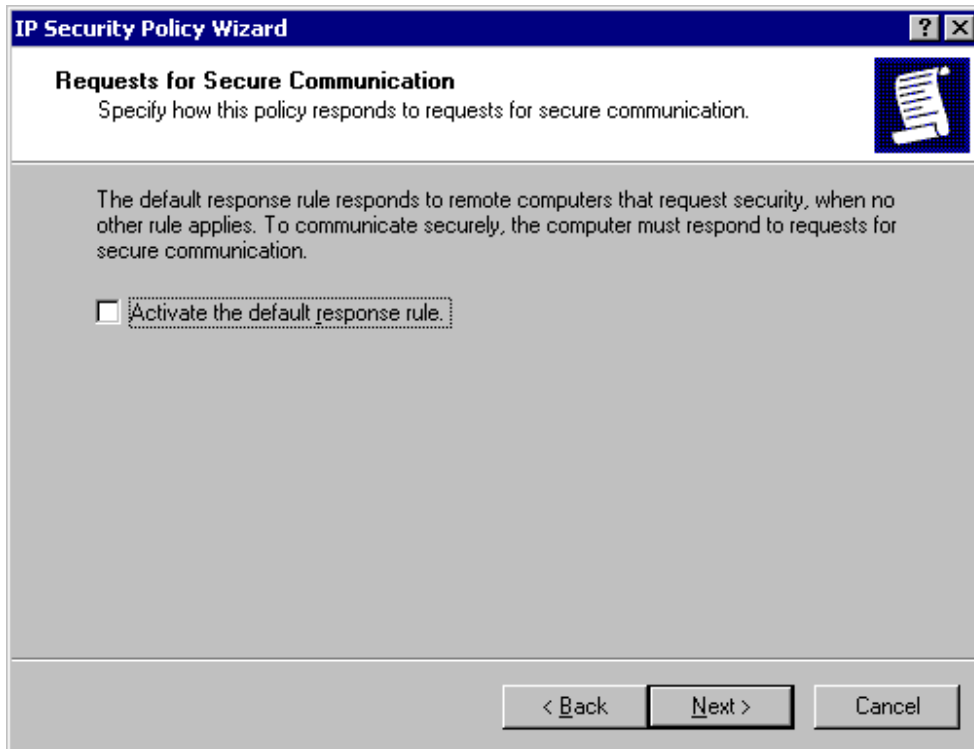 IP Security Policy Wizard
Requests for Secure Communication
Specify how this policy responds to requests for secure communication.
The default response rule responds to remote computers that request security, when no
other rule applies. To communicate securely, the computer must respond to requests for
secure communication.
Activate the default response rule.
< Back
Next >
Cancel